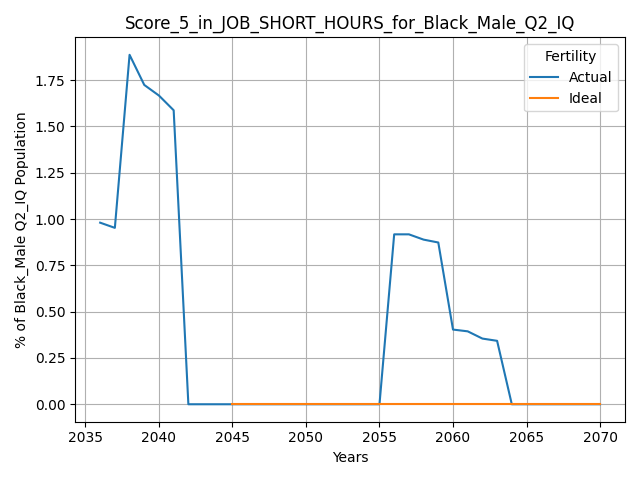 Score_5_in_JOB_SHORT_HOURS_for_Black_Male_Q2_IQ
Fertility
Actual
Ideal
% of Black_Male Q2_IQ Population
1.75
1.50
1.25
1.00
0.75
0.50
0.25
0.00
2035 2040 2045 2050 2055 2060 2065 2070
Years